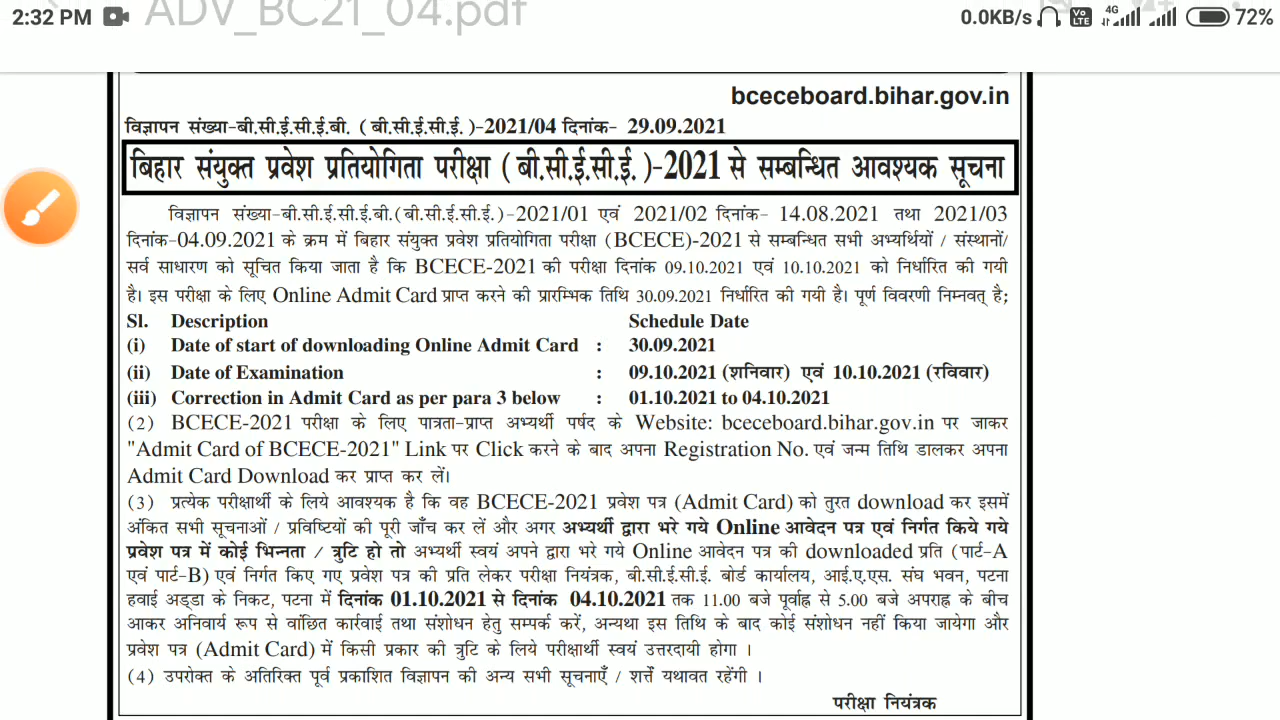 2:32 PM ADV_BC21_04.pdf 0.0KB/s Vo LTE 4G 72%
bceceboard.bihar.gov.in
विज्ञापन संख्या-बी.सी.ई.सी.ई.बी. ( बी.सी.ई.सी.ई. )-2021/04 दिनांक- 29.09.2021
बिहार संयुक्त प्रवेश प्रतियोगिता परीक्षा ( बी.सी.ई.सी.ई. )-2021 से सम्बन्धित आवश्यक सूचना
विज्ञापन संख्या-बी.सी.ई.सी.ई.बी.(बी.सी.ई.सी.ई.)-2021/01 एवं 2021/02 दिनांक- 14.08.2021 तथा 2021/03
दिनांक-04.09.2021 के क्रम में बिहार संयुक्त प्रवेश प्रतियोगिता परीक्षा (BCECE)-2021 से सम्बन्धित सभी अभ्यर्थियों / संस्थानों/
सर्व साधारण को सूचित किया जाता है कि BCECE-2021 की परीक्षा दिनांक 09.10.2021 एवं 10.10.2021 को निर्धारित की गयी
है। इस परीक्षा के लिए Online Admit Card प्राप्त करने की प्रारम्भिक तिथि 30.09.2021 निर्धारित की गयी है। पूर्ण विवरणी निम्नवत् है;
Sl. Description Schedule Date
(i) Date of start of downloading Online Admit Card : 30.09.2021
(ii) Date of Examination : 09.10.2021 (शनिवार) एवं 10.10.2021 (रविवार)
(iii) Correction in Admit Card as per para 3 below : 01.10.2021 to 04.10.2021
(2) BCECE-2021 परीक्षा के लिए पात्रता-प्राप्त अभ्यर्थी पर्षद के Website: bceceboard.bihar.gov.in पर जाकर
"Admit Card of BCECE-2021" Link पर Click करने के बाद अपना Registration No. एवं जन्म तिथि डालकर अपना
Admit Card Download कर प्राप्त कर लें।
(3) प्रत्येक परीक्षार्थी के लिये आवश्यक है कि वह BCECE-2021 प्रवेश पत्र (Admit Card) को तुरत download कर इसमें
अंकित सभी सूचनाओं / प्रविष्टियों की पूरी जाँच कर लें और अगर अभ्यर्थी द्वारा भरे गये Online आवेदन पत्र एवं निर्गत किये गये
प्रवेश पत्र में कोई भिन्नता / त्रुटि हो तो अभ्यर्थी स्वयं अपने द्वारा भरे गये Online आवेदन पत्र की downloaded प्रति (पार्ट-A
एवं पार्ट-B) एवं निर्गत किए गए प्रवेश पत्र की प्रति लेकर परीक्षा नियंत्रक, बी.सी.ई.सी.ई. बोर्ड कार्यालय, आई.ए.एस. संघ भवन, पटना
हवाई अड्डा के निकट, पटना में दिनांक 01.10.2021 से दिनांक 04.10.2021 तक 11.00 बजे पूर्वाह्न से 5.00 बजे अपराह्न के बीच
आकर अनिवार्य रूप से वांछित कार्रवाई तथा संशोधन हेतु सम्पर्क करें, अन्यथा इस तिथि के बाद कोई संशोधन नहीं किया जायेगा और
प्रवेश पत्र (Admit Card) में किसी प्रकार की त्रुटि के लिये परीक्षार्थी स्वयं उत्तरदायी होगा ।
(4) उपरोक्त के अतिरिक्त पूर्व प्रकाशित विज्ञापन की अन्य सभी सूचनाएँ / शर्त्तें यथावत रहेंगी ।
परीक्षा नियंत्रक